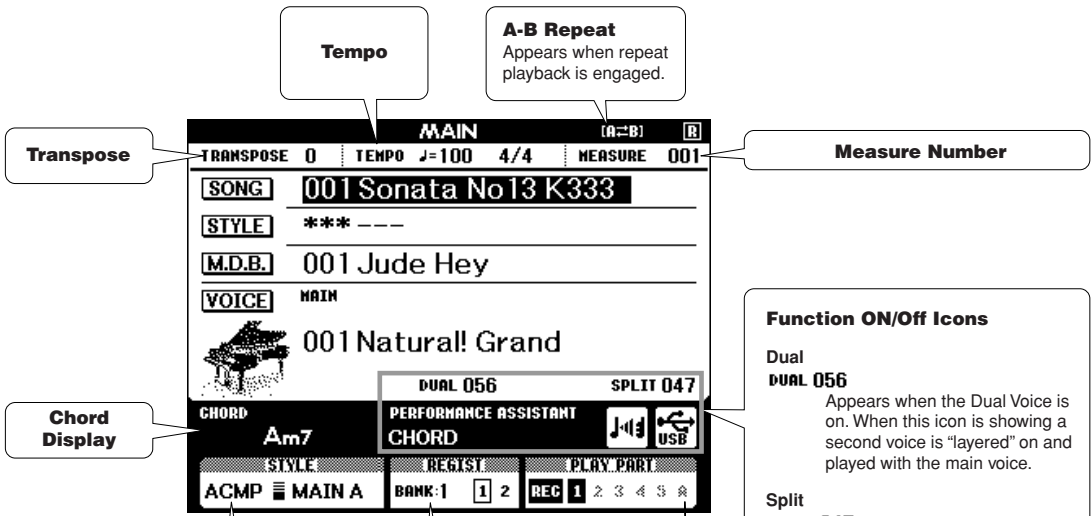 Tempo
A-B Repeat
Appears when repeat
playback is engaged.
Transpose
Measure Number
MAIN [A⇄B] R
TRANSPOSE 0 TEMPO ♩=100 4/4 MEASURE 001
SONG 001 Sonata No13 K333
STYLE *** ---
M.D.B. 001 Jude Hey
VOICE MAIN
001 Natural! Grand
DUAL 056 SPLIT 047
Chord
Display
CHORD
Am7
PERFORMANCE ASSISTANT
CHORD
USB
STYLE
ACMP MAIN A
REGIST
BANK:1 1 2
PLAY PART
REC 1 2 3 4 5 A
Function ON/Off Icons
Dual
DUAL 056
Appears when the Dual Voice is
on. When this icon is showing a
second voice is “layered” on and
played with the main voice.
Split